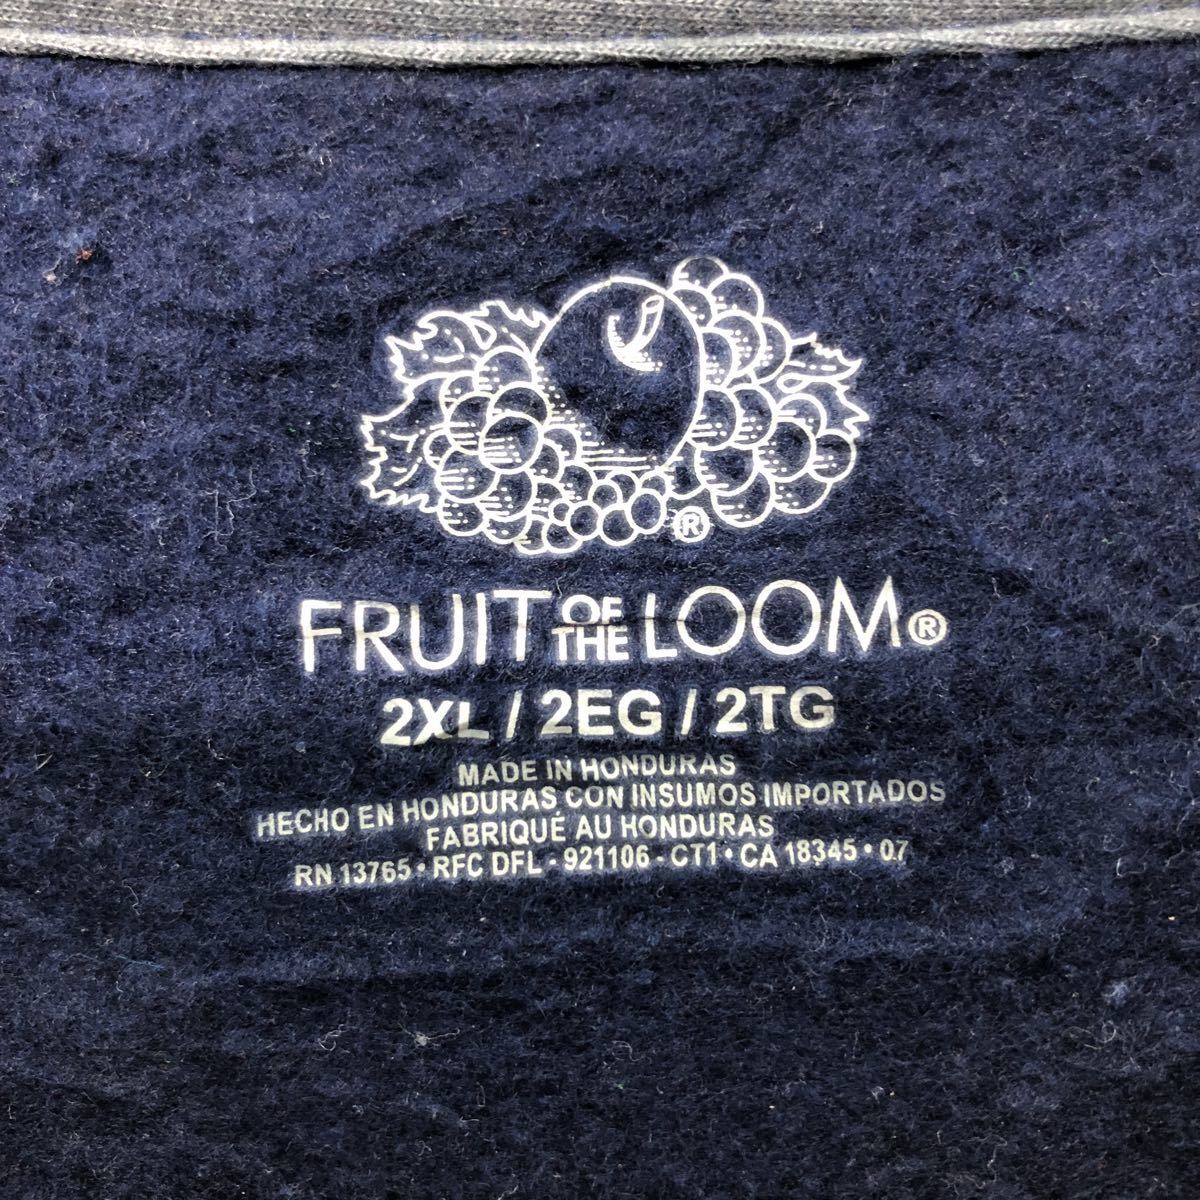 ®
FRUIT OF THE LOOM®
2XL / 2EG / 2TG
MADE IN HONDURAS
HECHO EN HONDURAS CON INSUMOS IMPORTADOS
FABRIQUÉ AU HONDURAS
RN 13765 • RFC DFL - 921106 - CT1 • CA 18345 • 07